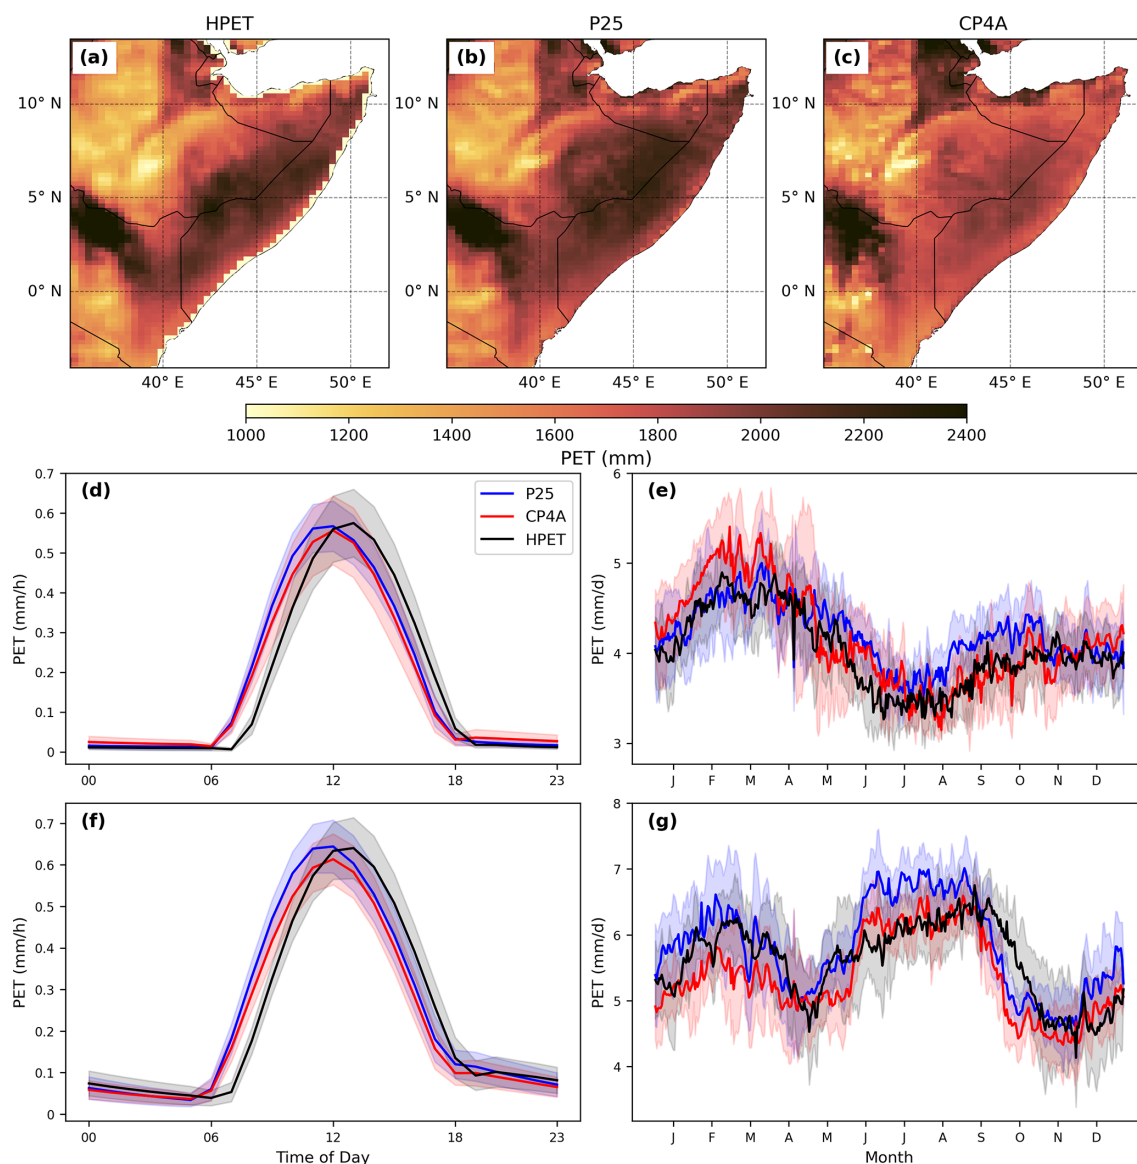 HPET
P25
CP4A
(a)
(b)
(c)
10° N
5° N
0° N
10° N
5° N
0° N
10° N
5° N
0° N
40° E 45° E 50° E
40° E 45° E 50° E
40° E 45° E 50° E
1000 1200 1400 1600 1800 2000 2200 2400
PET (mm)
(d)
P25
CP4A
HPET
PET (mm/h)
0.7
0.6
0.5
0.4
0.3
0.2
0.1
0
00 06 12 18 23
(e)
PET (mm/d)
6
5
4
3
J F M A M J J A S O N D
(f)
PET (mm/h)
0.7
0.6
0.5
0.4
0.3
0.2
0.1
0
00 06 12 18 23
Time of Day
(g)
PET (mm/d)
8
7
6
5
4
J F M A M J J A S O N D
Month